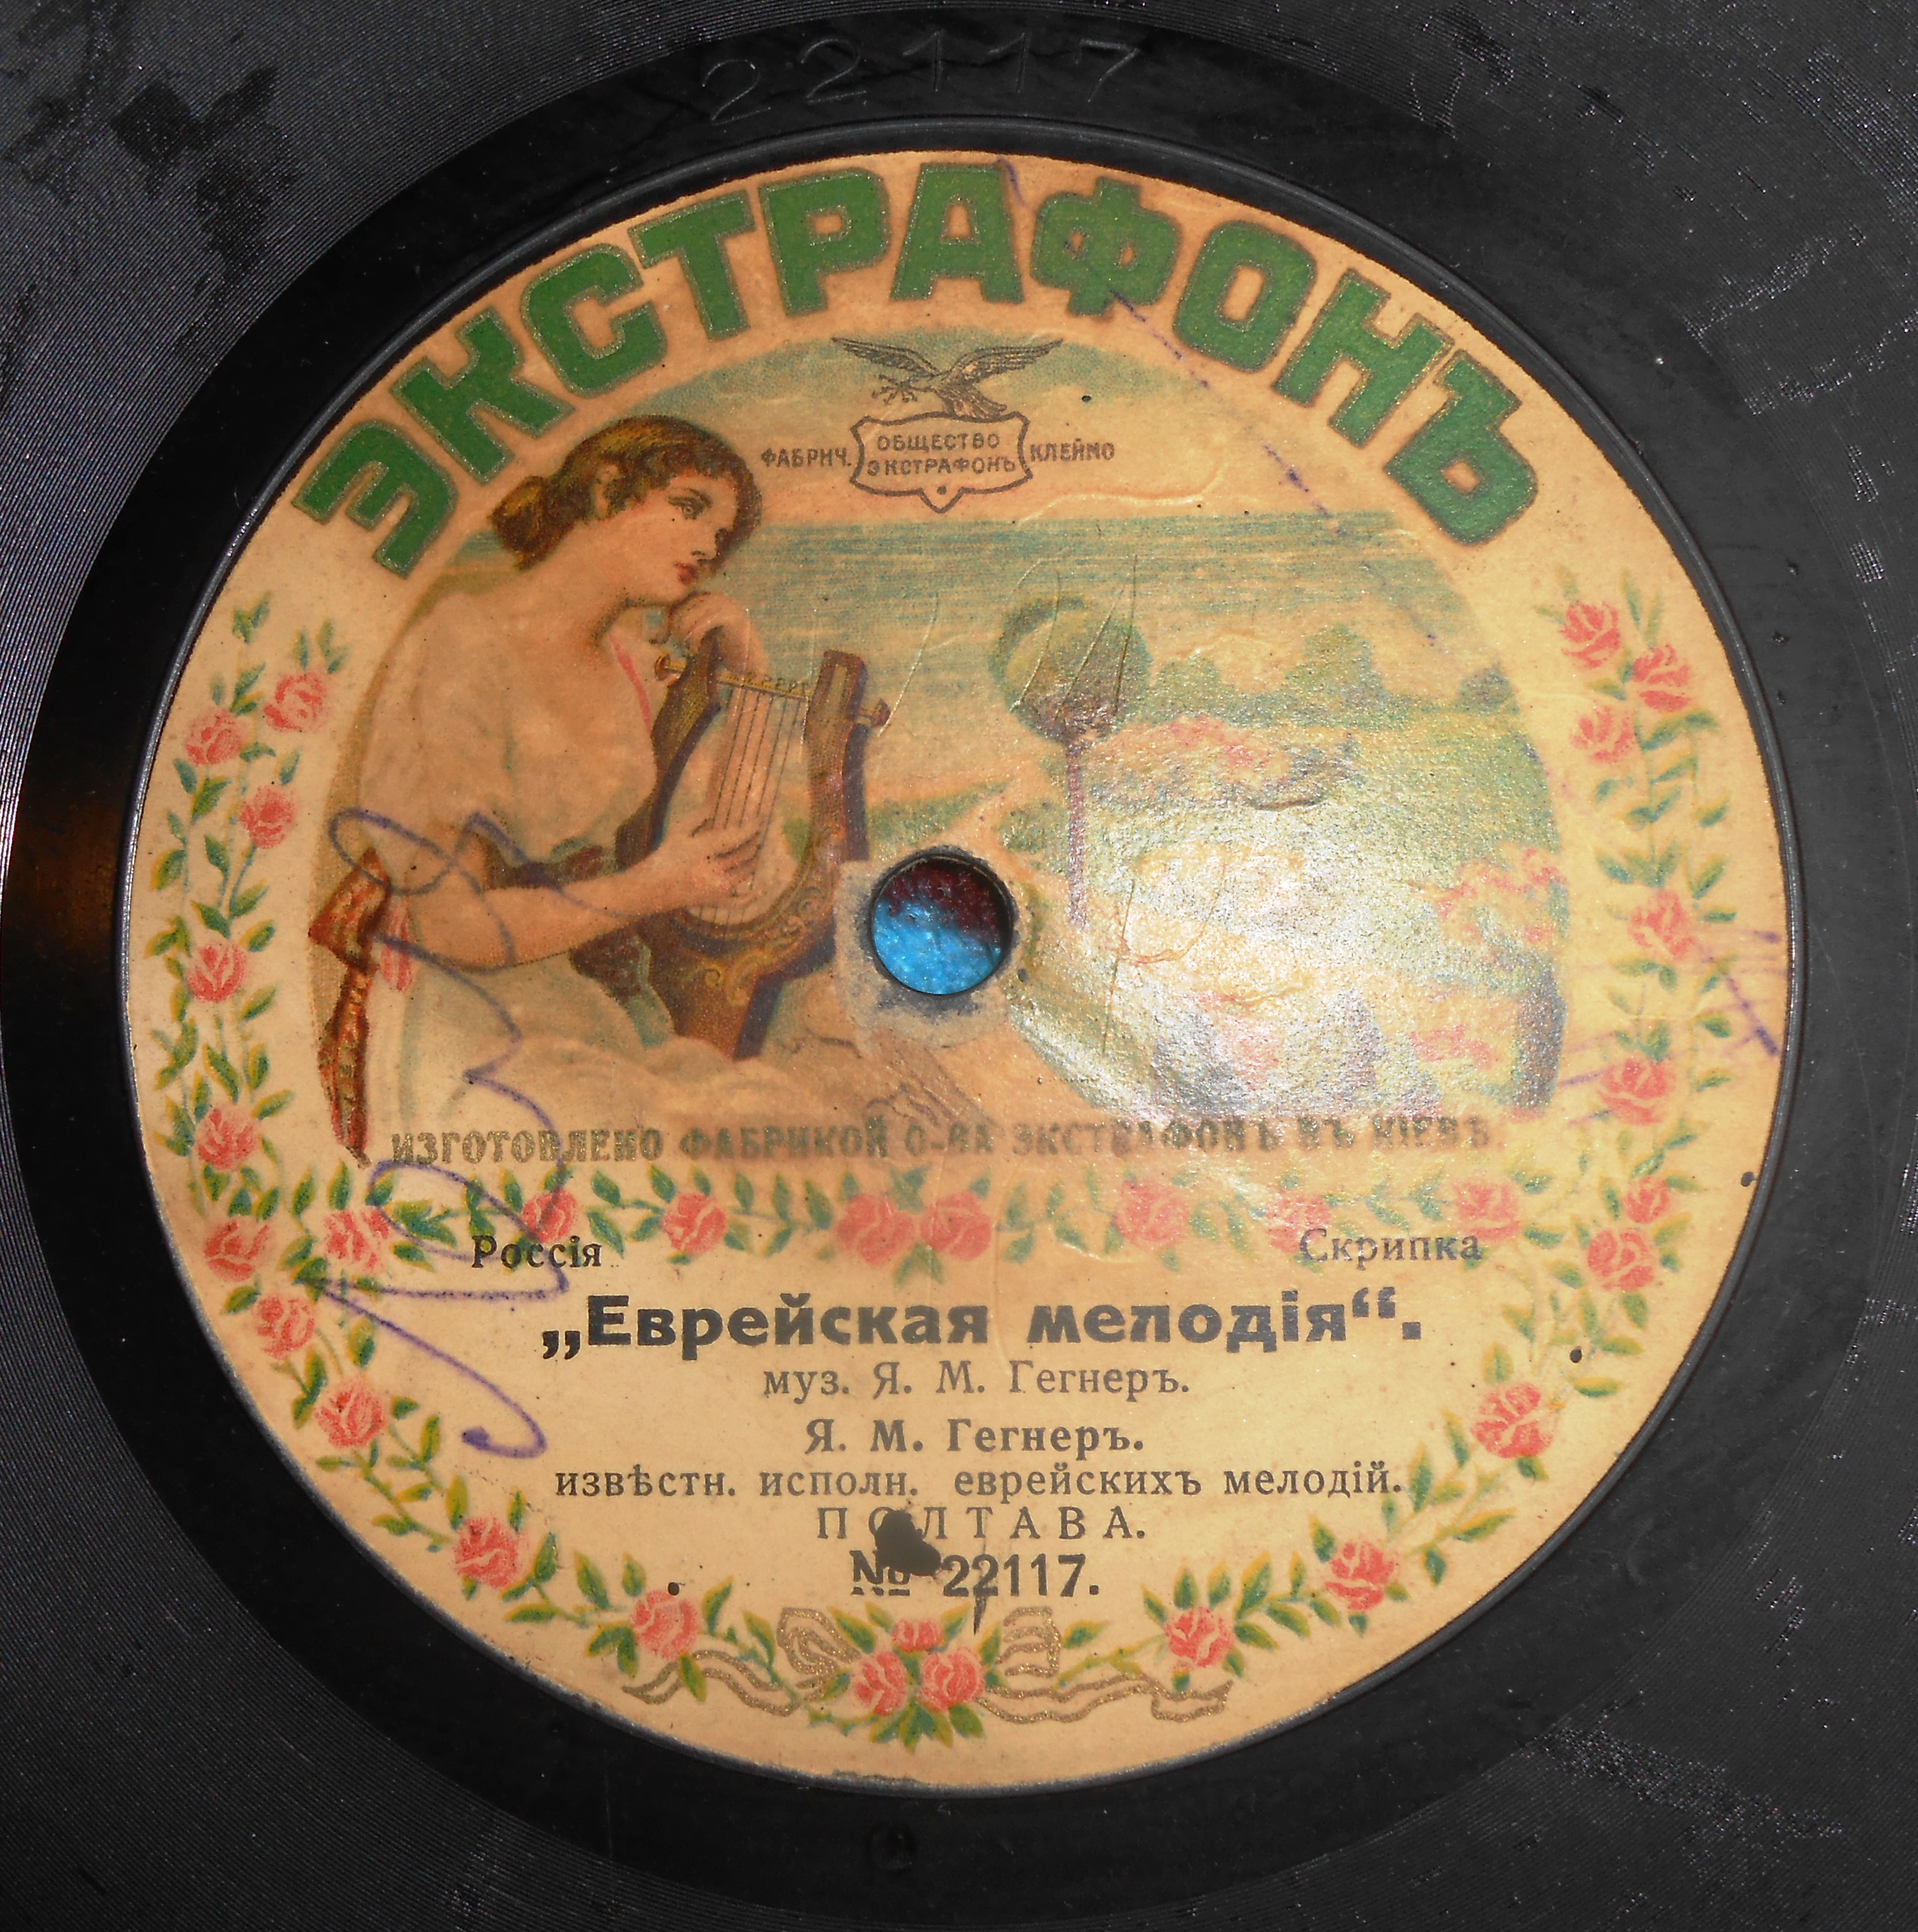 22117
ЭКСТРАФОНЪ
ФАБРИЧ. ОБЩЕСТВО ЭКСТРАФОНЪ КЛЕЙМО
ИЗГОТОВЛЕНО ФАБРИКОЙ О-ВА ЭКСТРАФОНЪ ВЪ КІЕВѢ
Россія Скрипка
„Еврейская мелодія“.
муз. Я. М. Гегнеръ.
Я. М. Гегнеръ.
извѣстн. исполн. еврейскихъ мелодій.
ПОЛТАВА.
№ 22117.